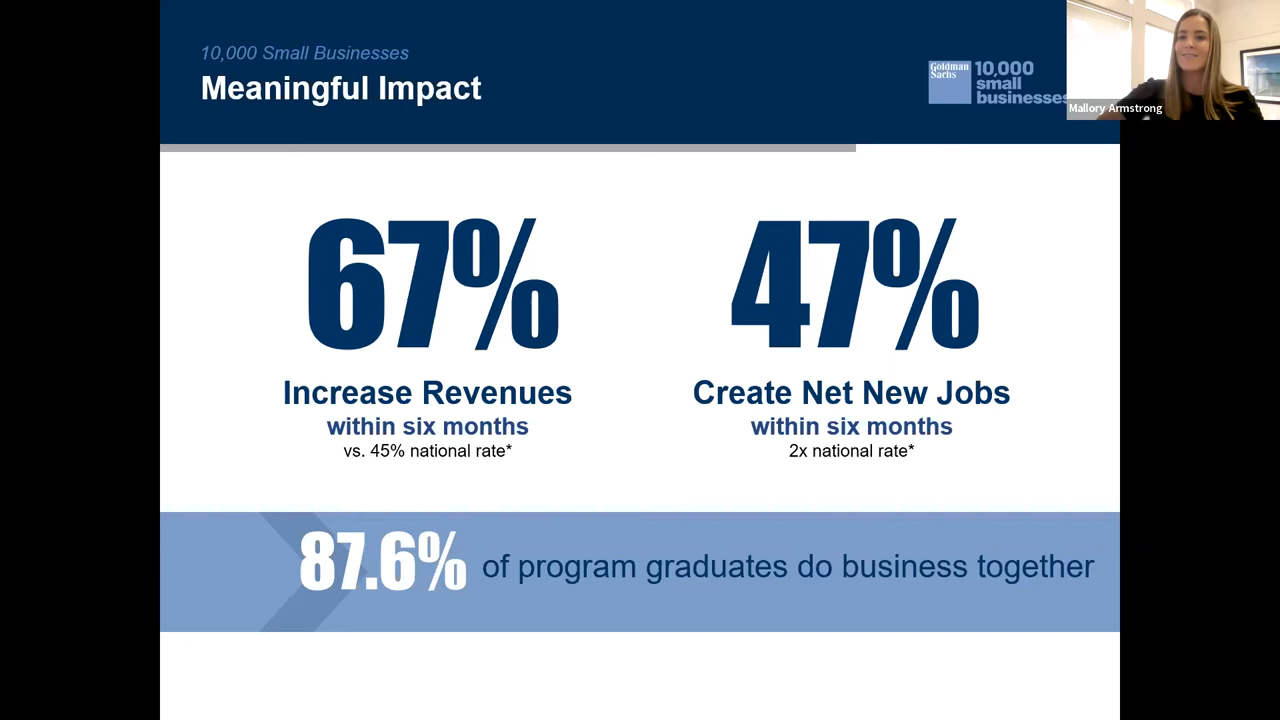 10,000 Small Businesses
Meaningful Impact
Goldman
Sachs
10,000
small
businesses
Mallory Armstrong
67%
Increase Revenues
within six months
vs. 45% national rate*
47%
Create Net New Jobs
within six months
2x national rate*
87.6% of program graduates do business together